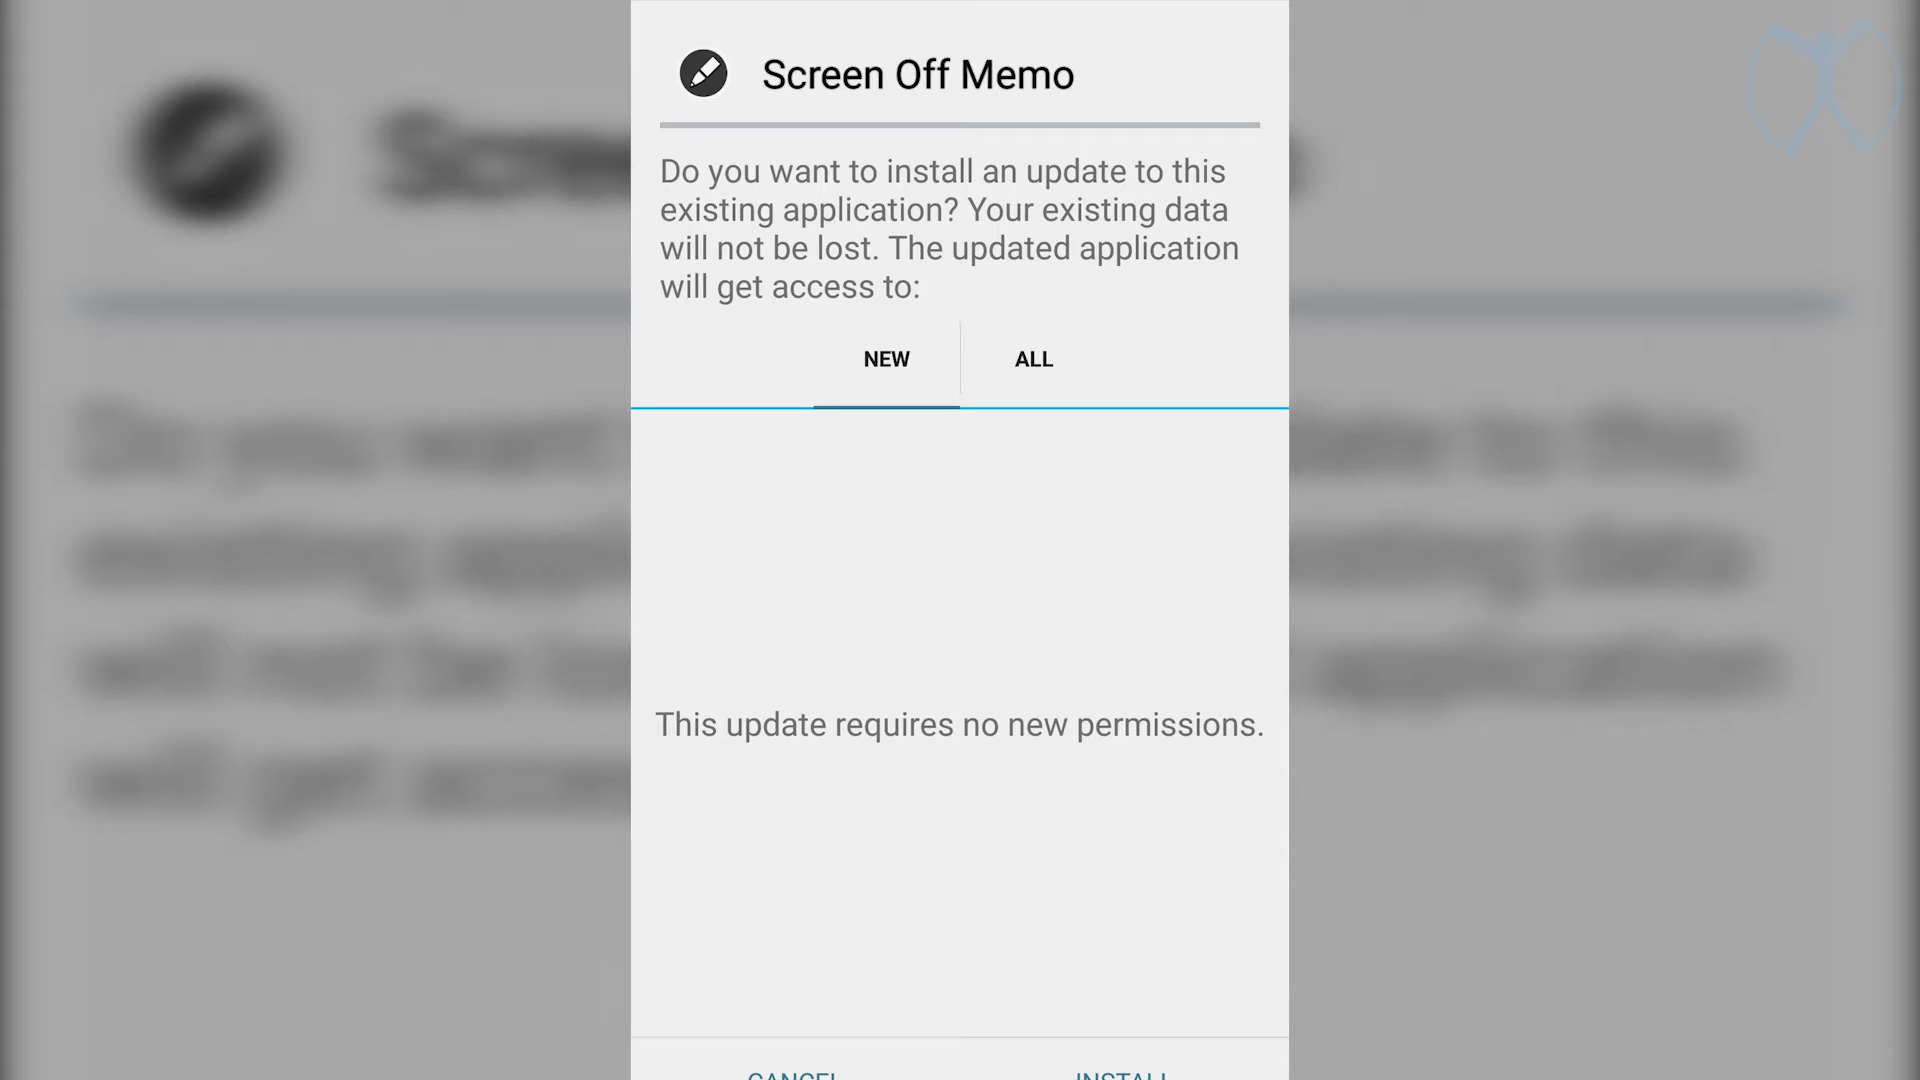 Screen Off Memo
Do you want to install an update to this
existing application? Your existing data
will not be lost. The updated application
will get access to:
NEW
ALL
This update requires no new permissions.
CANCEL
INSTALL